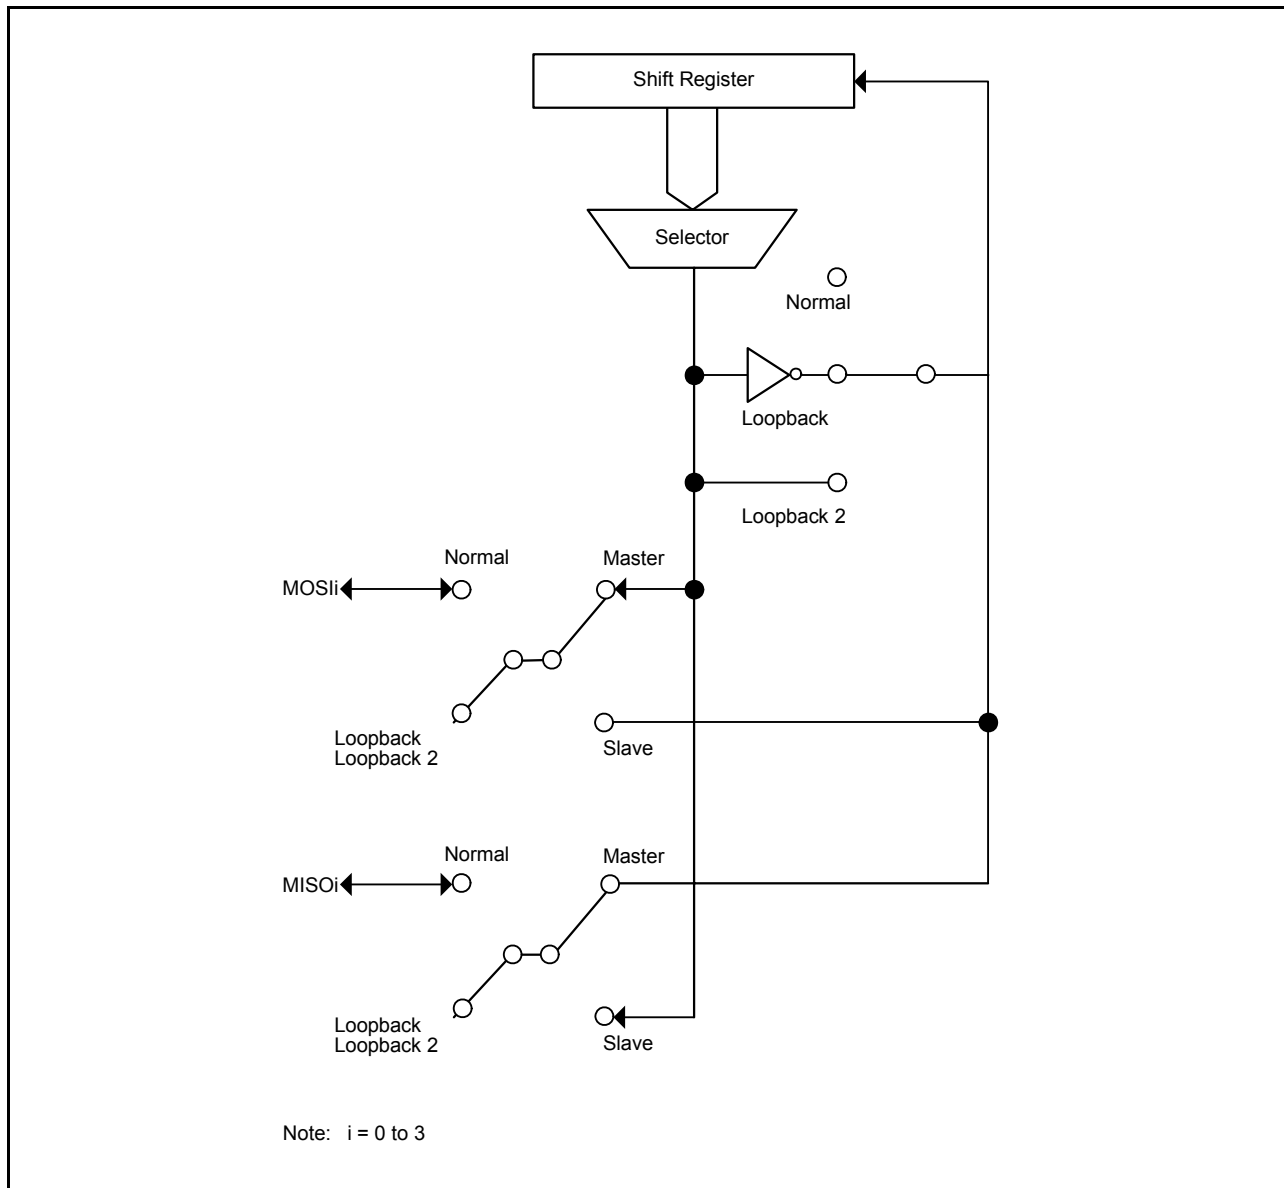 Shift Register
Selector
Normal
Loopback
Loopback 2
Normal
Master
MOSIi
Loopback
Loopback 2
Slave
Normal
Master
MISOi
Loopback
Loopback 2
Slave
Note: i = 0 to 3